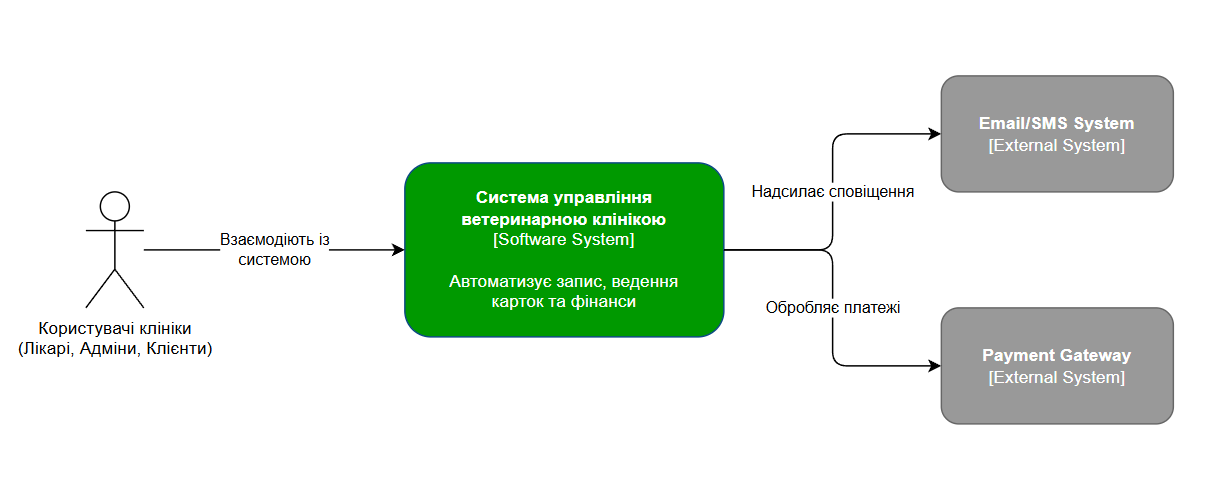 Користувачі клініки
(Лікарі, Адміни, Клієнти)
Взаємодіють із
системою
Система управління
ветеринарною клінікою
[Software System]
Автоматизує запис, ведення
карток та фінанси
Надсилає сповіщення
Обробляє платежі
Email/SMS System
[External System]
Payment Gateway
[External System]